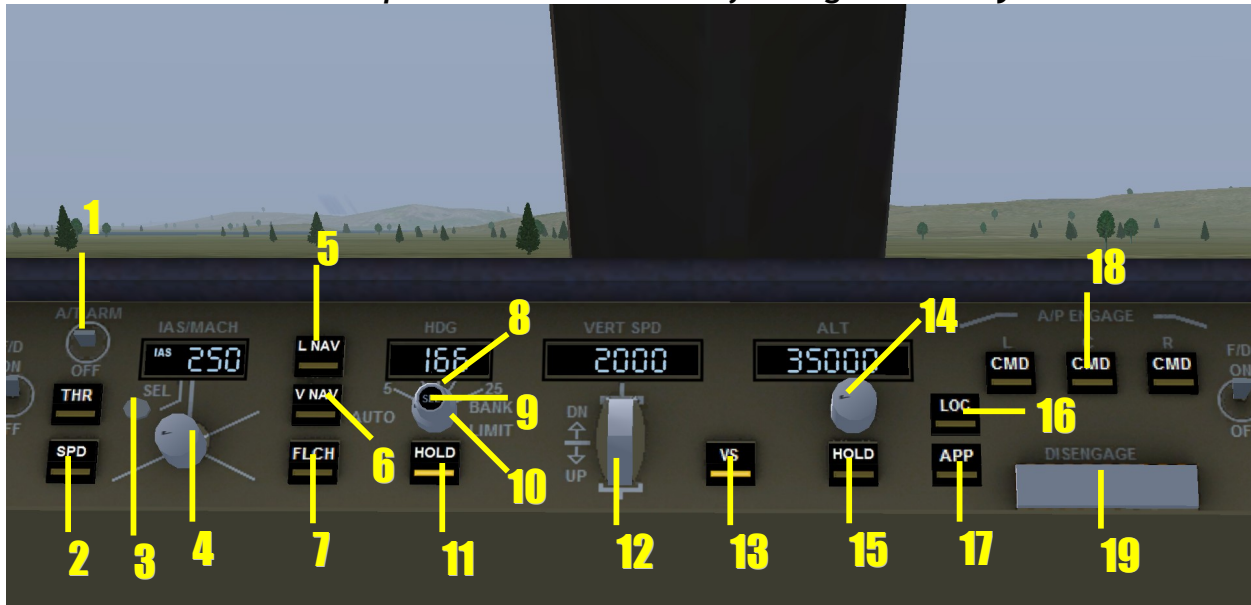 1
5
8
18
14
A/T ARM
IAS/MACH
HDG
VERT SPD
ALT
A/P ENGAGE
L
C
R
F/D
ON
OFF
IAS 250
L NAV
166
2000
35000
CMD
CMD
CMD
F/D
ON
THR
SEL
V NAV
5
25
AUTO
BANK
LIMIT
9
DN
UP
LOC
16
SPD
FLCH
6
HOLD
10
VS
HOLD
APP
DISENGAGE
2
3
4
7
11
12
13
15
17
19